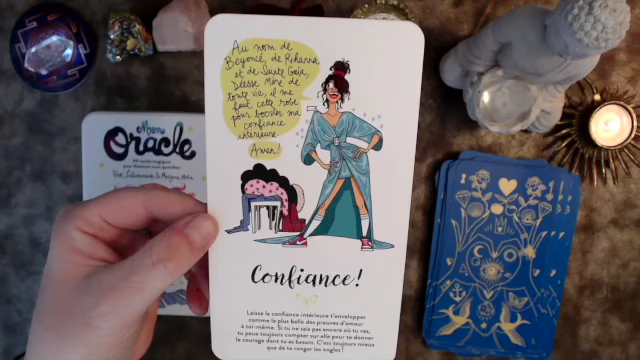 Au nom de
Beyoncé, de Rihanna
et de Sainte Gaia
Déesse Mère de
toute vie, il me
faut cette robe
pour booster ma
confiance
intérieure.
Amen!
Mon
Oracle
Confiance!
Laisse la confiance intérieure t'envelopper
comme la plus belle des preuves d'amour
à toi-même. Si tu ne sais pas encore où tu vas,
tu peux toujours compter sur elle pour te donner
le courage dont tu as besoin. C'est toujours mieux
que de te ronger les ongles!